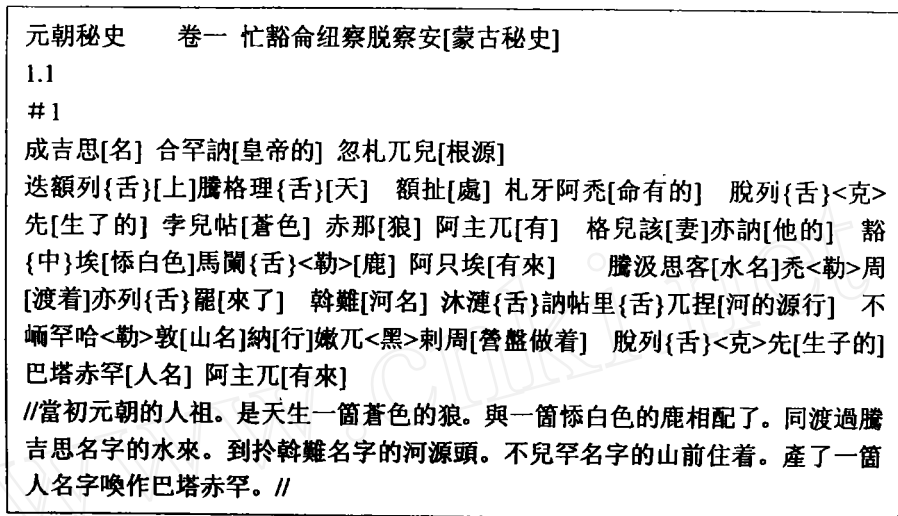 元朝秘史　　卷一 忙豁侖纽察脱察安[蒙古秘史]
1.1
#1
成吉思[名] 合罕訥[皇帝的] 忽札兀兒[根源]
迭額列{舌}[上]騰格理{舌}[天]　額扯[處] 札牙阿禿[命有的]　脫列{舌}<克>
先[生了的] 孛兒帖[蒼色] 赤那[狼] 阿主兀[有]　格兒該[妻]亦訥[他的]　豁
{中}埃[惨白色]馬闌{舌}<勒>[鹿] 阿只埃[有來]　　騰汲思客[水名]禿<勒>周
[渡着]亦列{舌}罷[來了]　斡難[河名] 沐漣{舌}訥帖里{舌}兀捏[河的源行]　不
峏罕哈<勒>敦[山名]納[行]嫩兀<黑>剌周[營盤做着]　脫列{舌}<克>先[生子的]
巴塔赤罕[人名] 阿主兀[有來]
//當初元朝的人祖。是天生一箇蒼色的狼。與一箇惨白色的鹿相配了。同渡過騰
吉思名字的水來。到扵斡難名字的河源頭。不兒罕名字的山前住着。產了一箇
人名字喚作巴塔赤罕。//
www.cnki.net